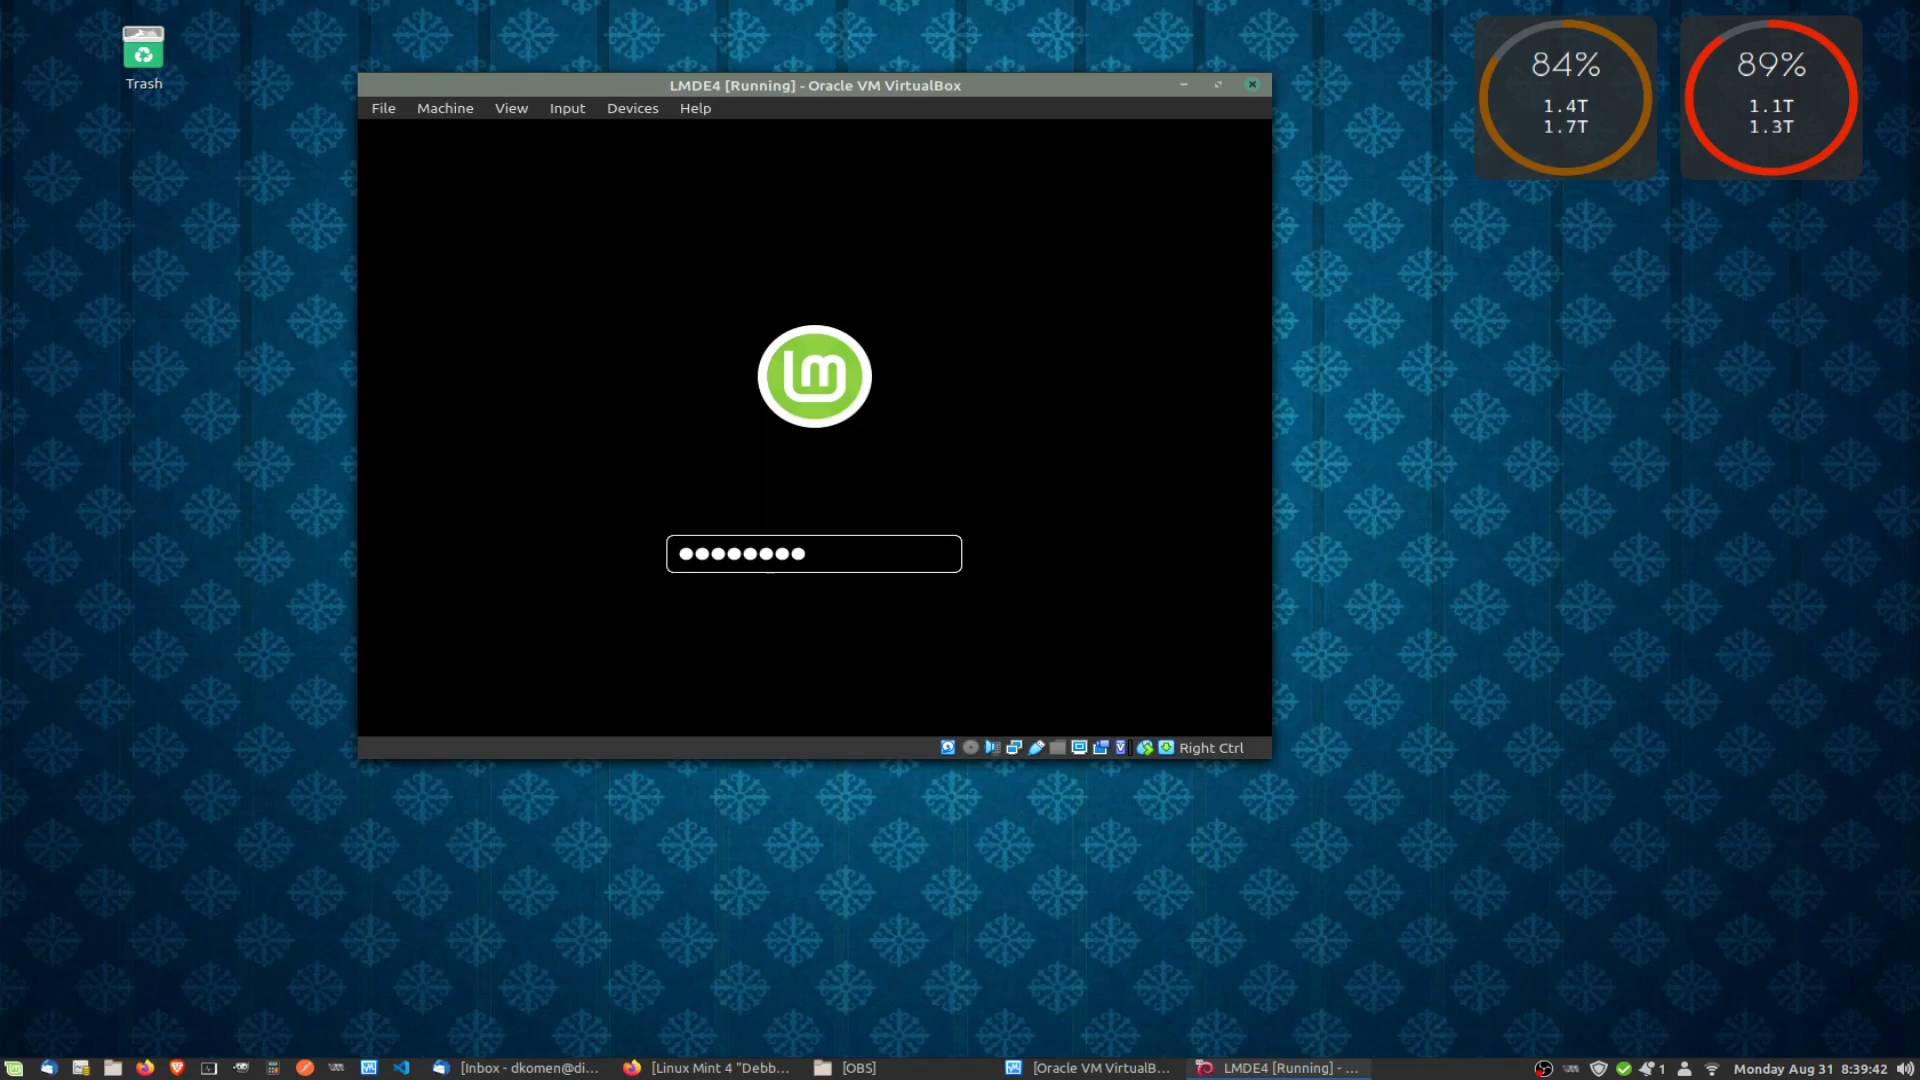 Trash
LMDE4 [Running] - Oracle VM VirtualBox
File Machine View Input Devices Help
84%
1.4T
1.7T
89%
1.1T
1.3T
lm
Right Ctrl
[Inbox - dkomen@di... [Linux Mint 4 "Debb... [OBS] [Oracle VM VirtualB... LMDE4 [Running] - ... 1 Monday Aug 31 8:39:42